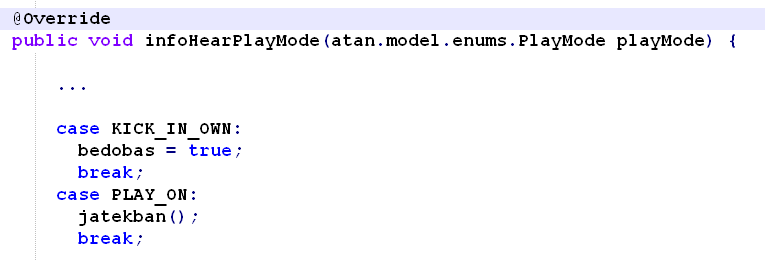 @Override
public void infoHearPlayMode(atan.model.enums.PlayMode playMode) {
...
case KICK_IN_OWN:
bedobas = true;
break;
case PLAY_ON:
jatekban();
break;